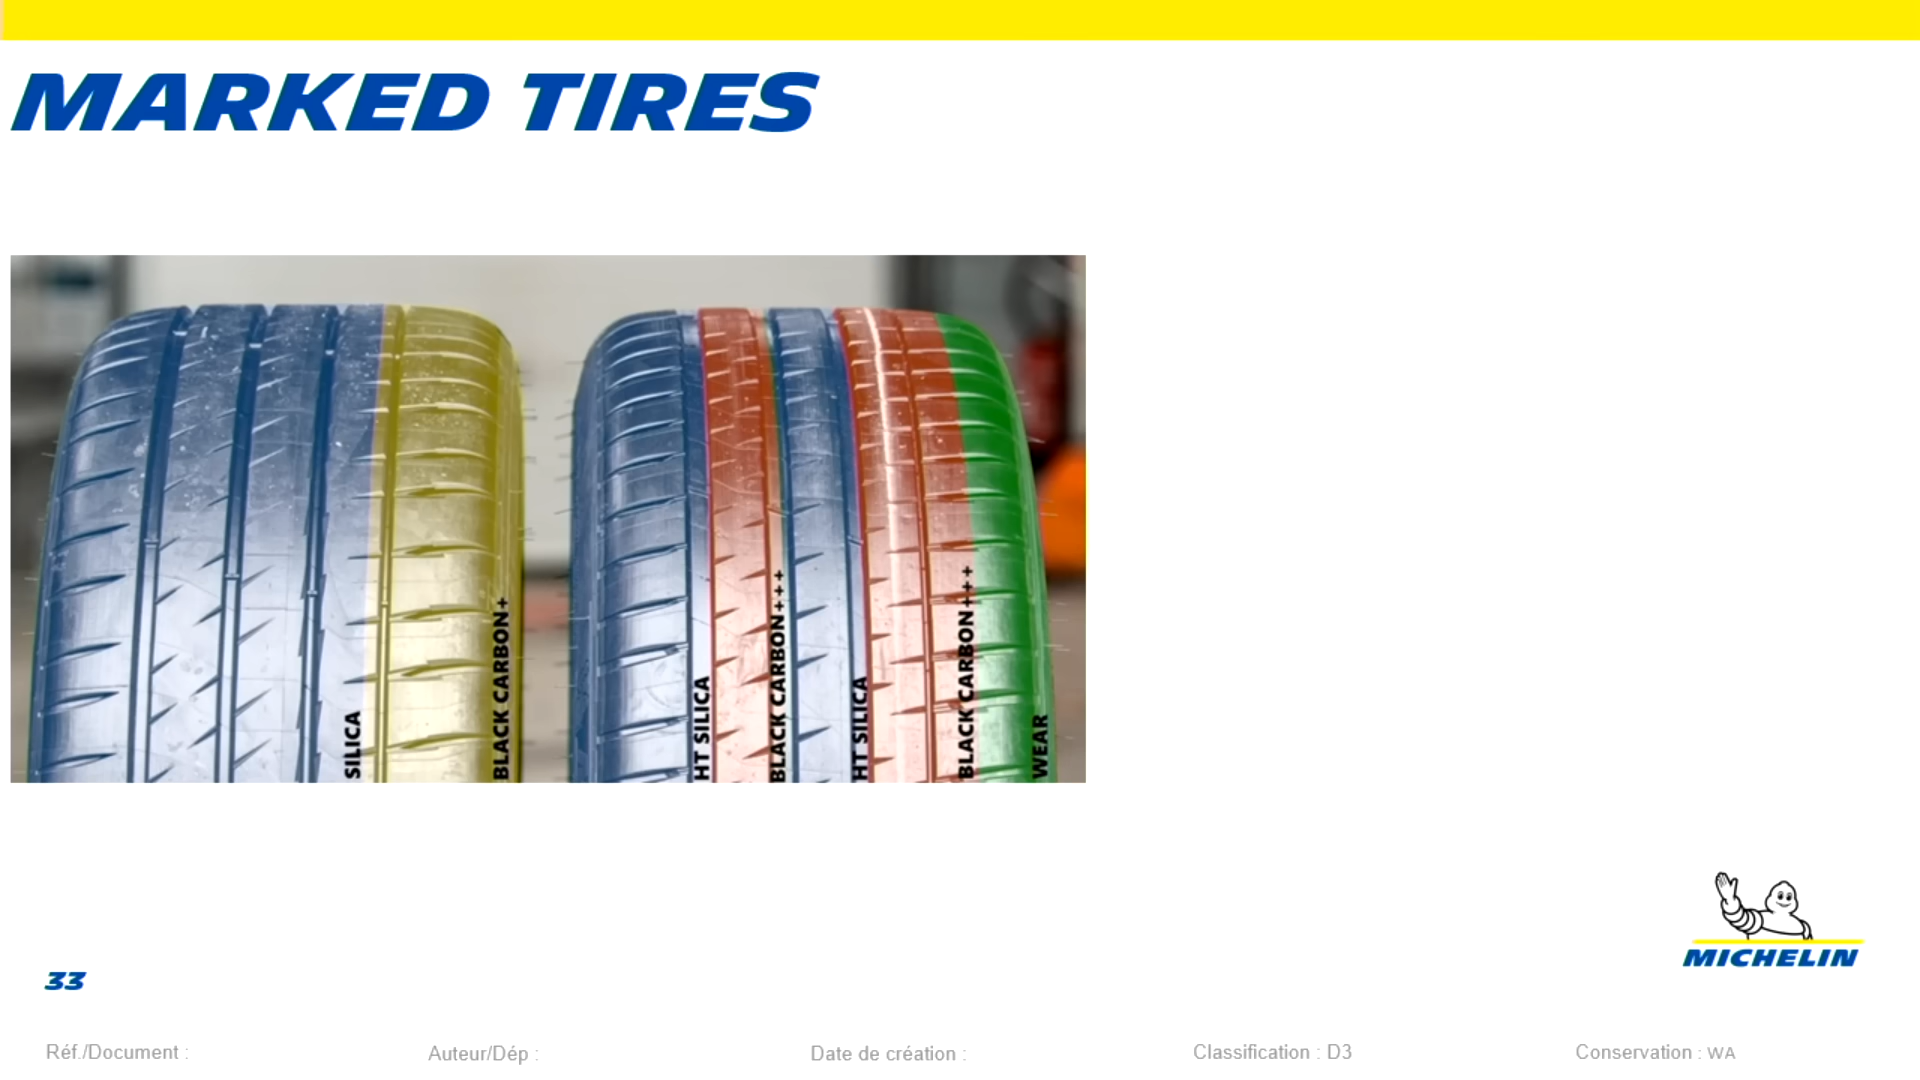 MARKED TIRES
SILICA
BLACK CARBON+
HT SILICA
BLACK CARBON+++
HT SILICA
BLACK CARBON+++
WEAR
MICHELIN
33
Réf./Document :
Auteur/Dép :
Date de création :
Classification : D3
Conservation : WA